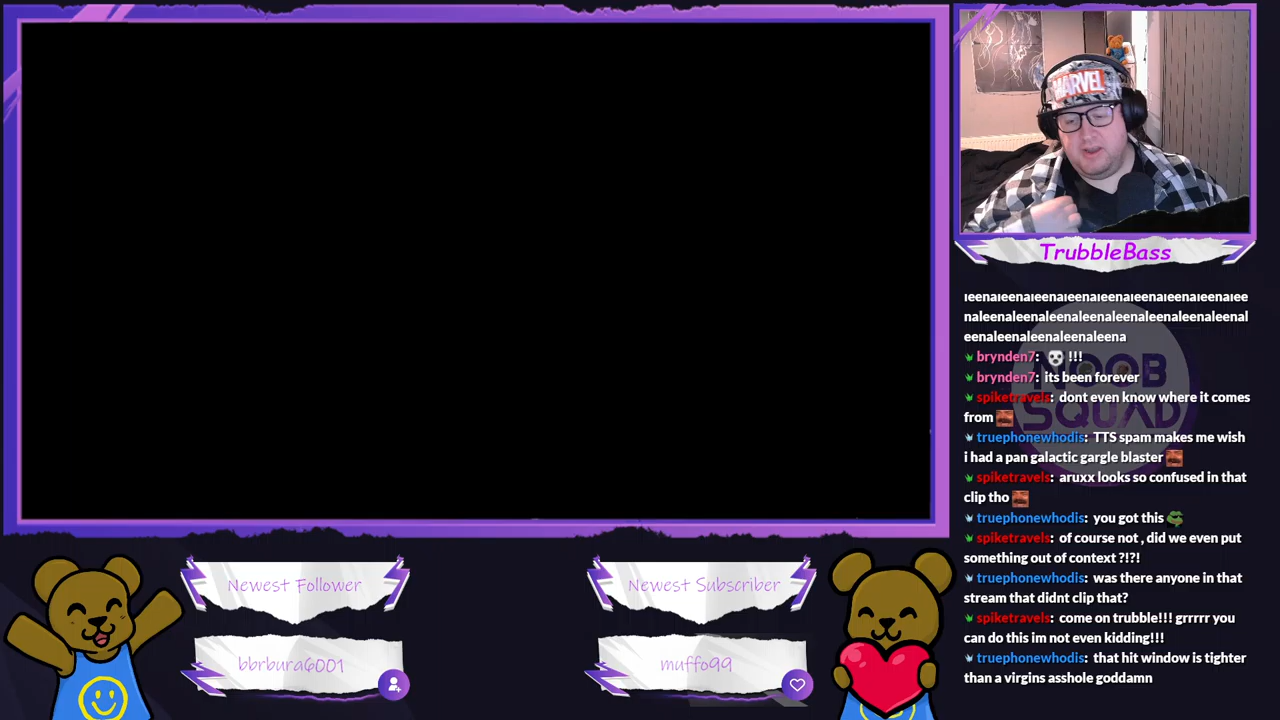 MARVEL
TrubbleBass
leenaleenaleenaleenaleenaleenaleenaleenaleenalee
naleenaleenaleenaleenaleenaleenaleenaleenaleenal
eenaleenaleenaleenaleenaleena
brynden7: !!!
brynden7: its been forever
spiketravels: dont even know where it comes
from
truephonewhodis: TTS spam makes me wish
i had a pan galactic gargle blaster
spiketravels: aruxx looks so confused in that
clip tho
truephonewhodis: you got this
spiketravels: of course not , did we even put
something out of context ?!?!
truephonewhodis: was there anyone in that
stream that didnt clip that?
spiketravels: come on trubble!!! grrrrr you
can do this im not even kidding!!!
truephonewhodis: that hit window is tighter
than a virgins asshole goddamn
NOOB
SQUAD
Newest Follower
Newest Subscriber
bbrbura6001
muffo99